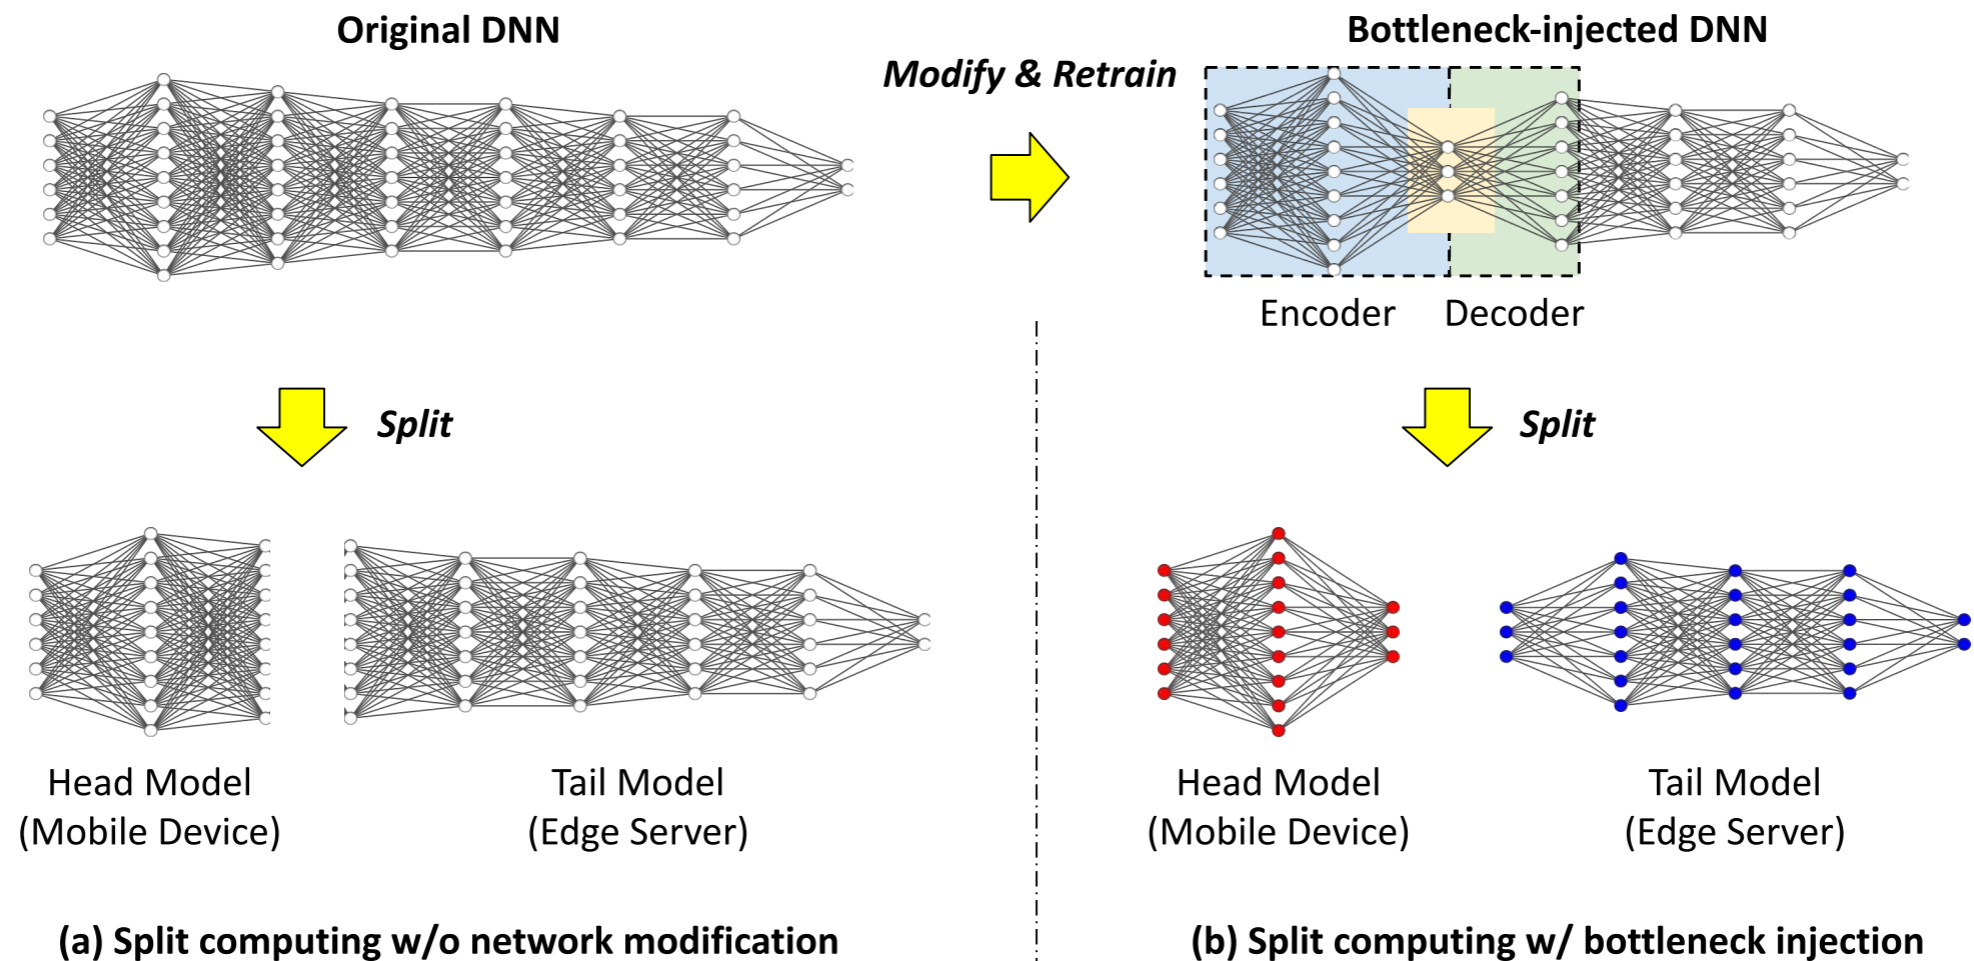 Original DNN
Modify & Retrain
Bottleneck-injected DNN
Encoder
Decoder
Split
Split
Head Model
(Mobile Device)
Tail Model
(Edge Server)
Head Model
(Mobile Device)
Tail Model
(Edge Server)
(a) Split computing w/o network modification
(b) Split computing w/ bottleneck injection